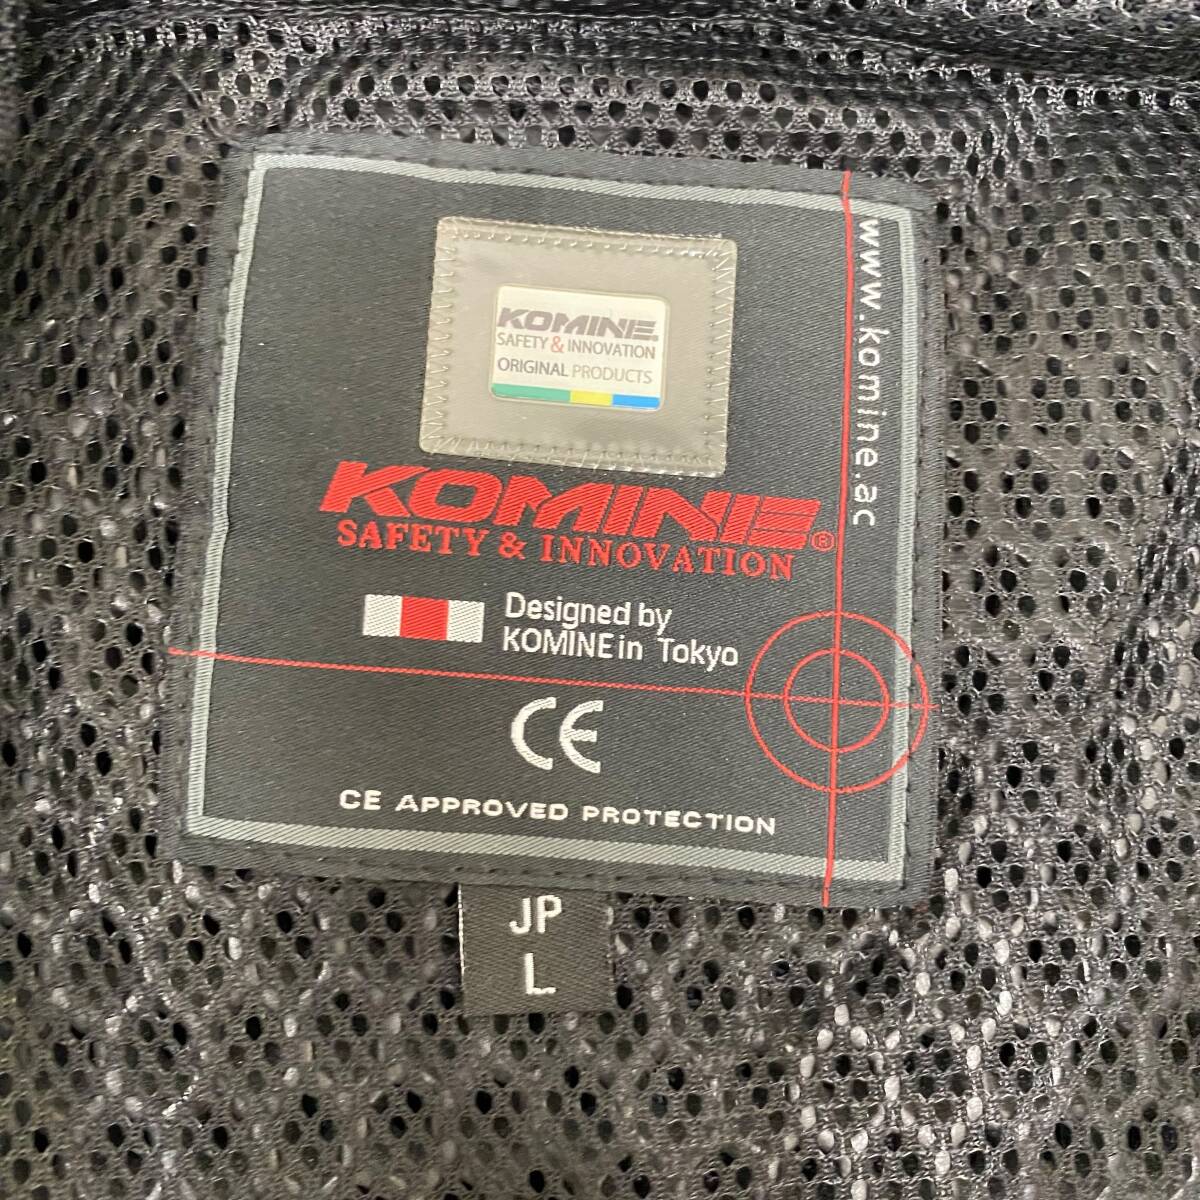 KOMINE
SAFETY & INNOVATION
ORIGINAL PRODUCTS
www.komine.ac
KOMINE®
SAFETY & INNOVATION
Designed by
KOMINE in Tokyo
CE
CE APPROVED PROTECTION
JP
L